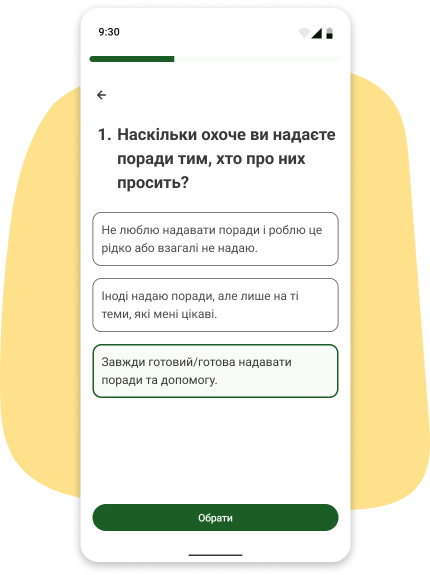 9:30
1. Наскільки охоче ви надаєте
поради тим, хто про них
просить?
Не люблю надавати поради і роблю це
рідко або взагалі не надаю.
Іноді надаю поради, але лише на ті
теми, які мені цікаві.
Завжди готовий/готова надавати
поради та допомогу.
Обрати